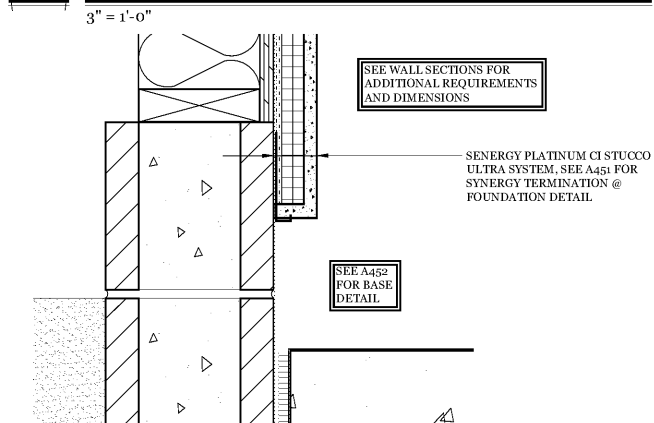 3" = 1'-0"
SEE WALL SECTIONS FOR
ADDITIONAL REQUIREMENTS
AND DIMENSIONS
SENERGY PLATINUM CI STUCCO
ULTRA SYSTEM, SEE A451 FOR
SYNERGY TERMINATION @
FOUNDATION DETAIL
SEE A452
FOR BASE
DETAIL